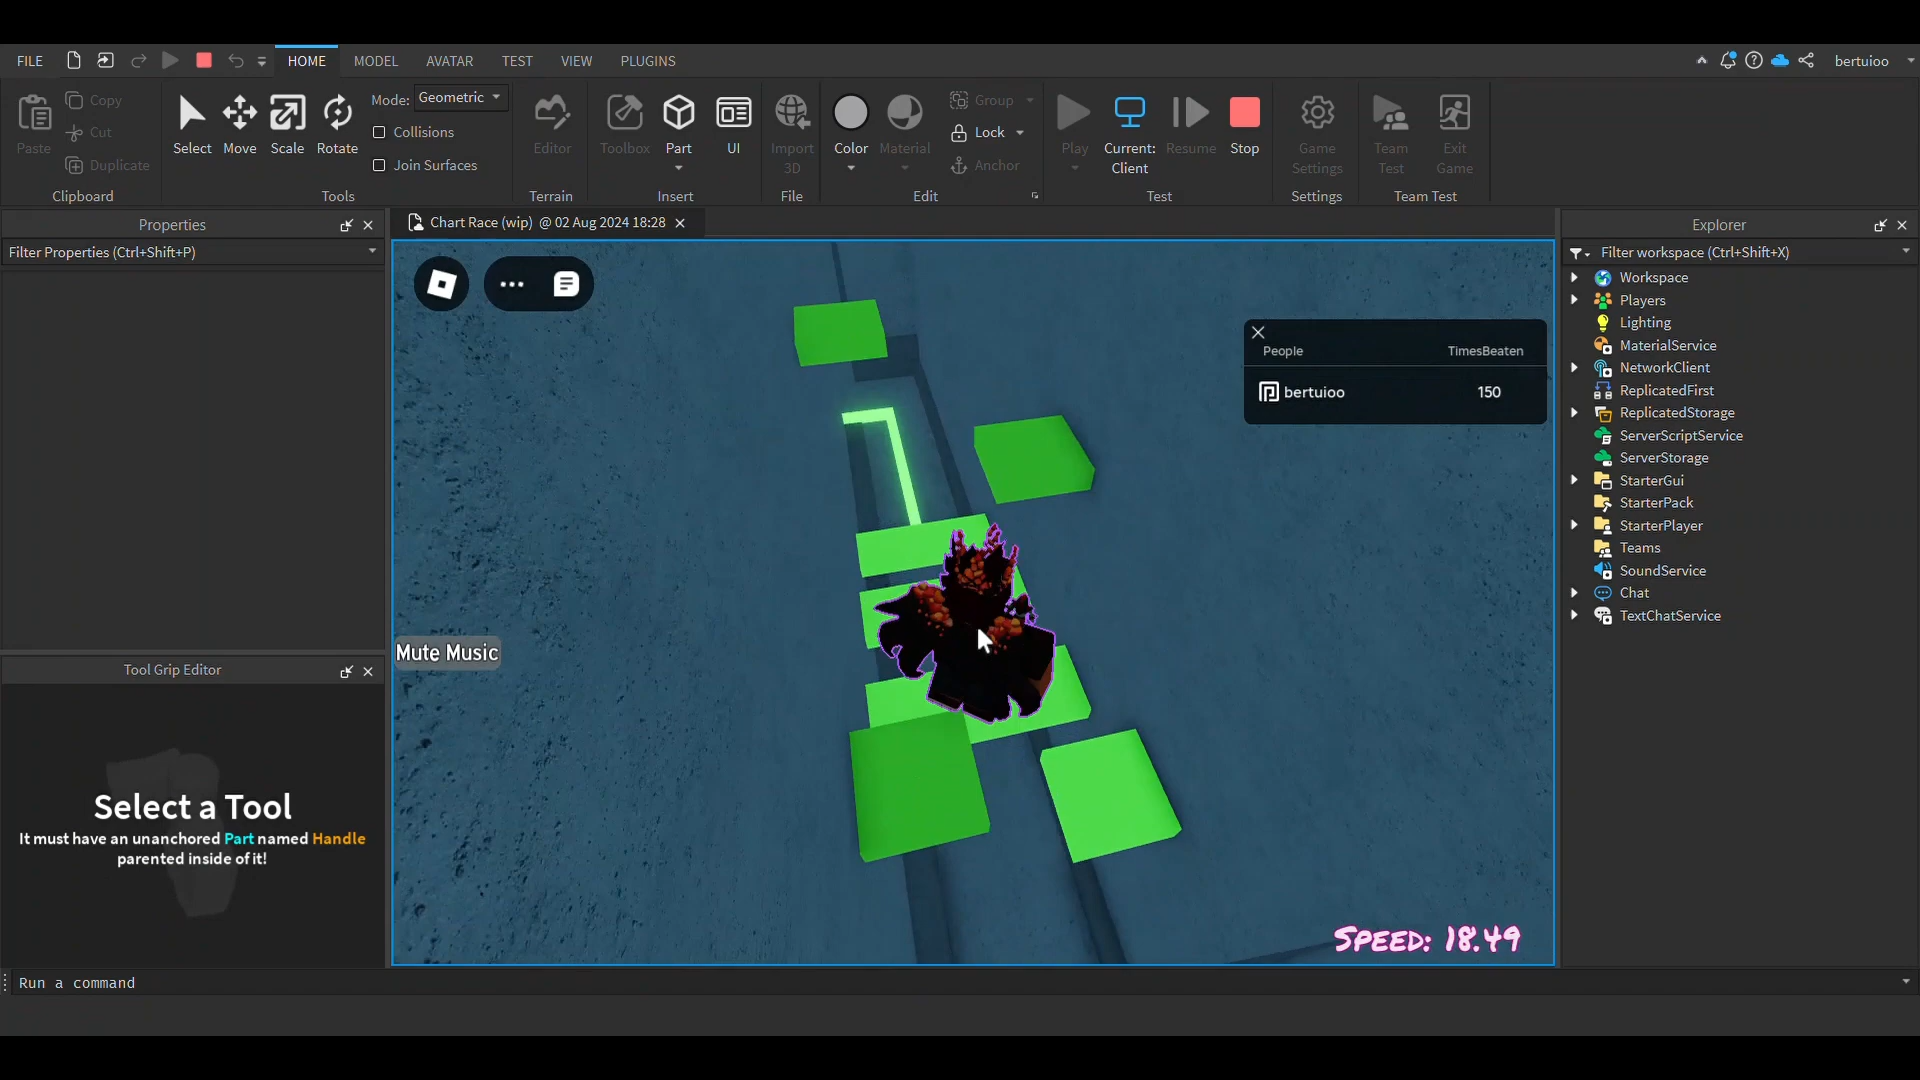 FILE HOME MODEL AVATAR TEST VIEW PLUGINS bertuioo
Paste Copy Cut Duplicate
Clipboard
Select Move Scale Rotate Mode: Geometric
Collisions
Join Surfaces
Tools
Editor
Terrain
Toolbox Part UI
Insert
Import 3D
File
Color Material Group
Lock
Anchor
Edit
Play Current: Client Resume Stop
Test
Game Settings
Settings
Team Test Exit Game
Team Test
Properties
Filter Properties (Ctrl+Shift+P)
Chart Race (wip) @ 02 Aug 2024 18:28
Explorer
Filter workspace (Ctrl+Shift+X)
Workspace
Players
Lighting
MaterialService
NetworkClient
ReplicatedFirst
ReplicatedStorage
ServerScriptService
ServerStorage
StarterGui
StarterPack
StarterPlayer
Teams
SoundService
Chat
TextChatService
People TimesBeaten
bertuioo 150
Mute Music
Tool Grip Editor
Select a Tool
It must have an unanchored Part named Handle
parented inside of it!
Speed: 18.49
Run a command